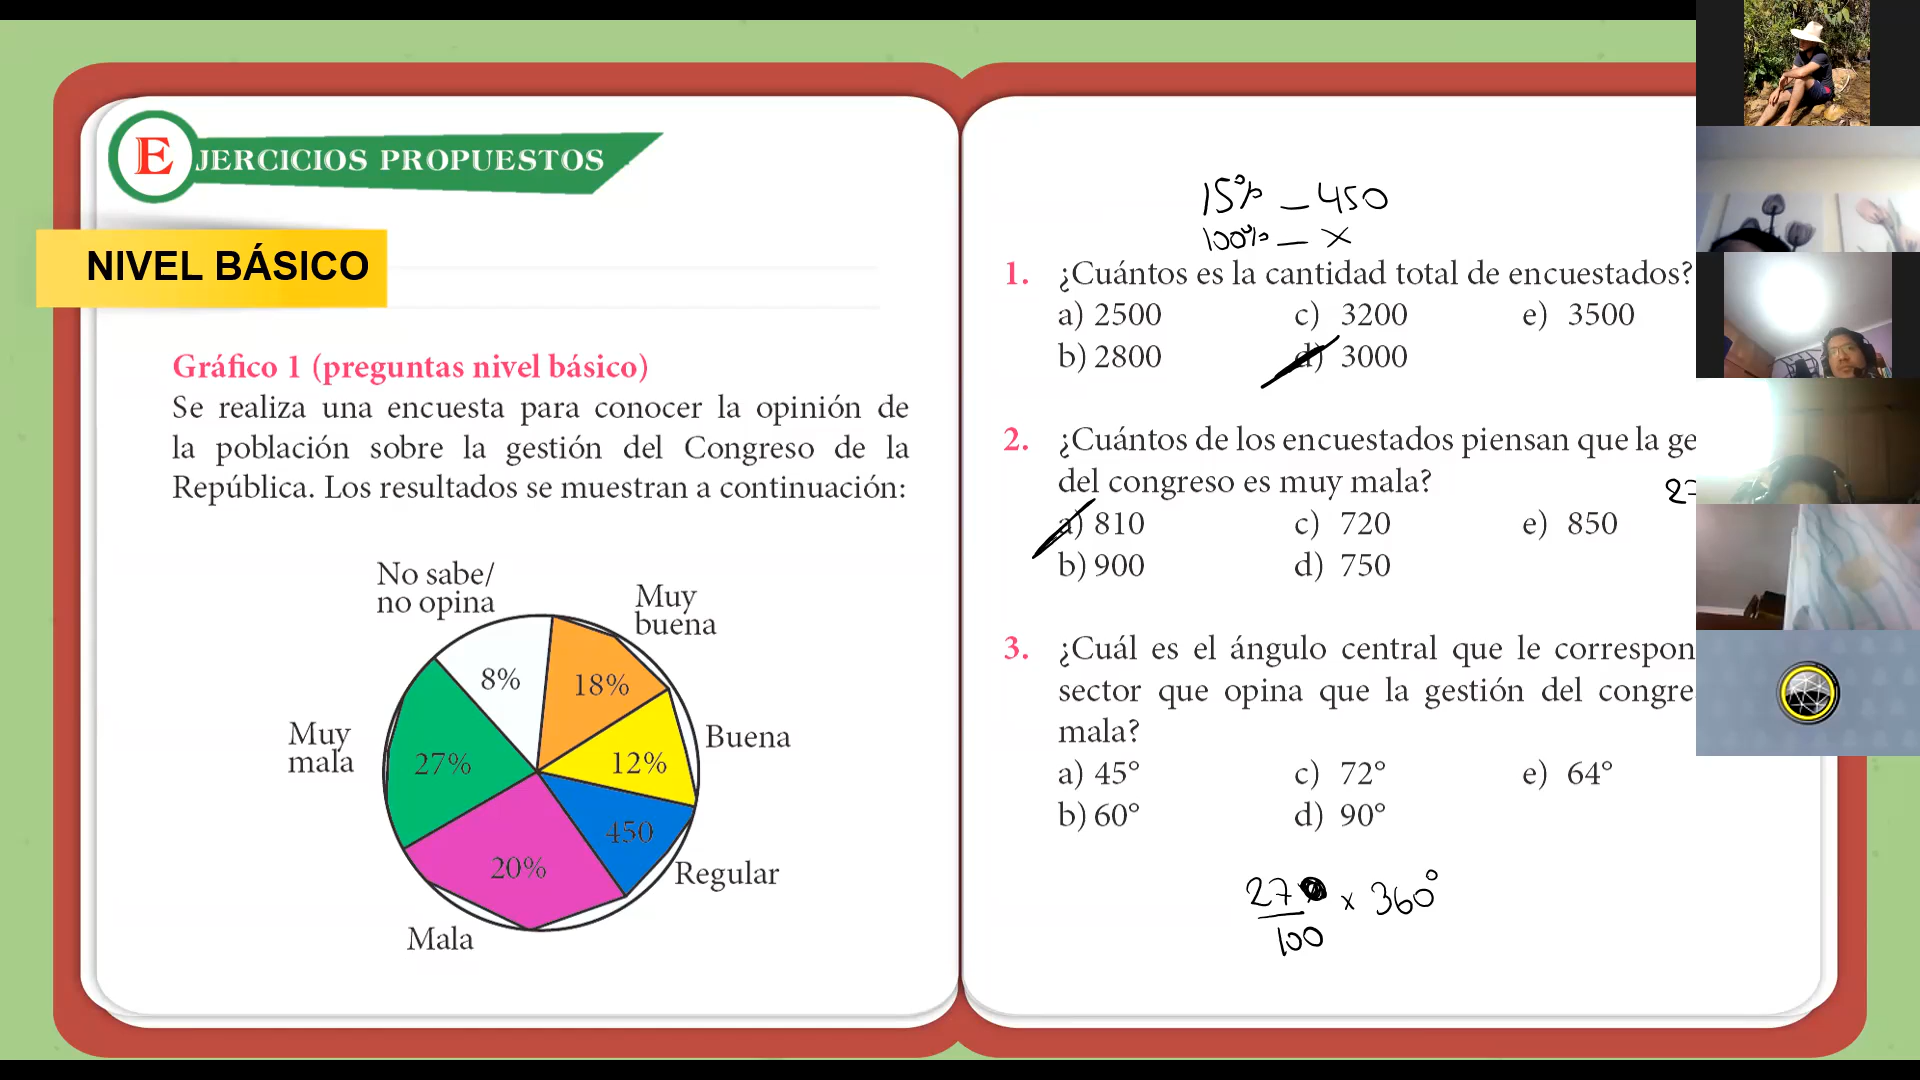 EJERCICIOS PROPUESTOS
NIVEL BÁSICO
Gráfico 1 (preguntas nivel básico)
Se realiza una encuesta para conocer la opinión de
la población sobre la gestión del Congreso de la
República. Los resultados se muestran a continuación:
No sabe/
no opina
Muy
buena
8%
18%
Muy
mala
Buena
27%
12%
450
20%
Regular
Mala
15% - 450
100% - x
1. ¿Cuántos es la cantidad total de encuestados?
a) 2500 c) 3200 e) 3500
b) 2800 d) 3000
2. ¿Cuántos de los encuestados piensan que la ge
del congreso es muy mala?
27
a) 810 c) 720 e) 850
b) 900 d) 750
3. ¿Cuál es el ángulo central que le correspon
sector que opina que la gestión del congre
mala?
a) 45° c) 72° e) 64°
b) 60° d) 90°
27 x 360°
100